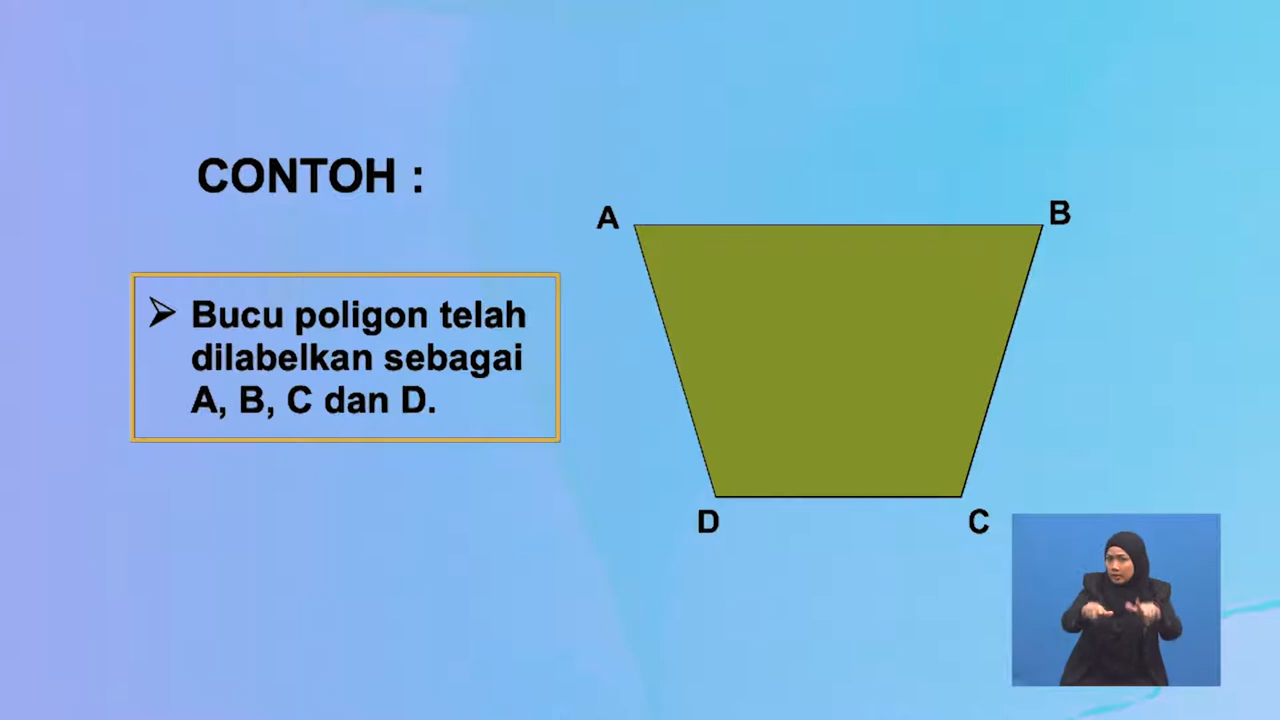 CONTOH :
A
B
➢ Bucu poligon telah
dilabelkan sebagai
A, B, C dan D.
D
C